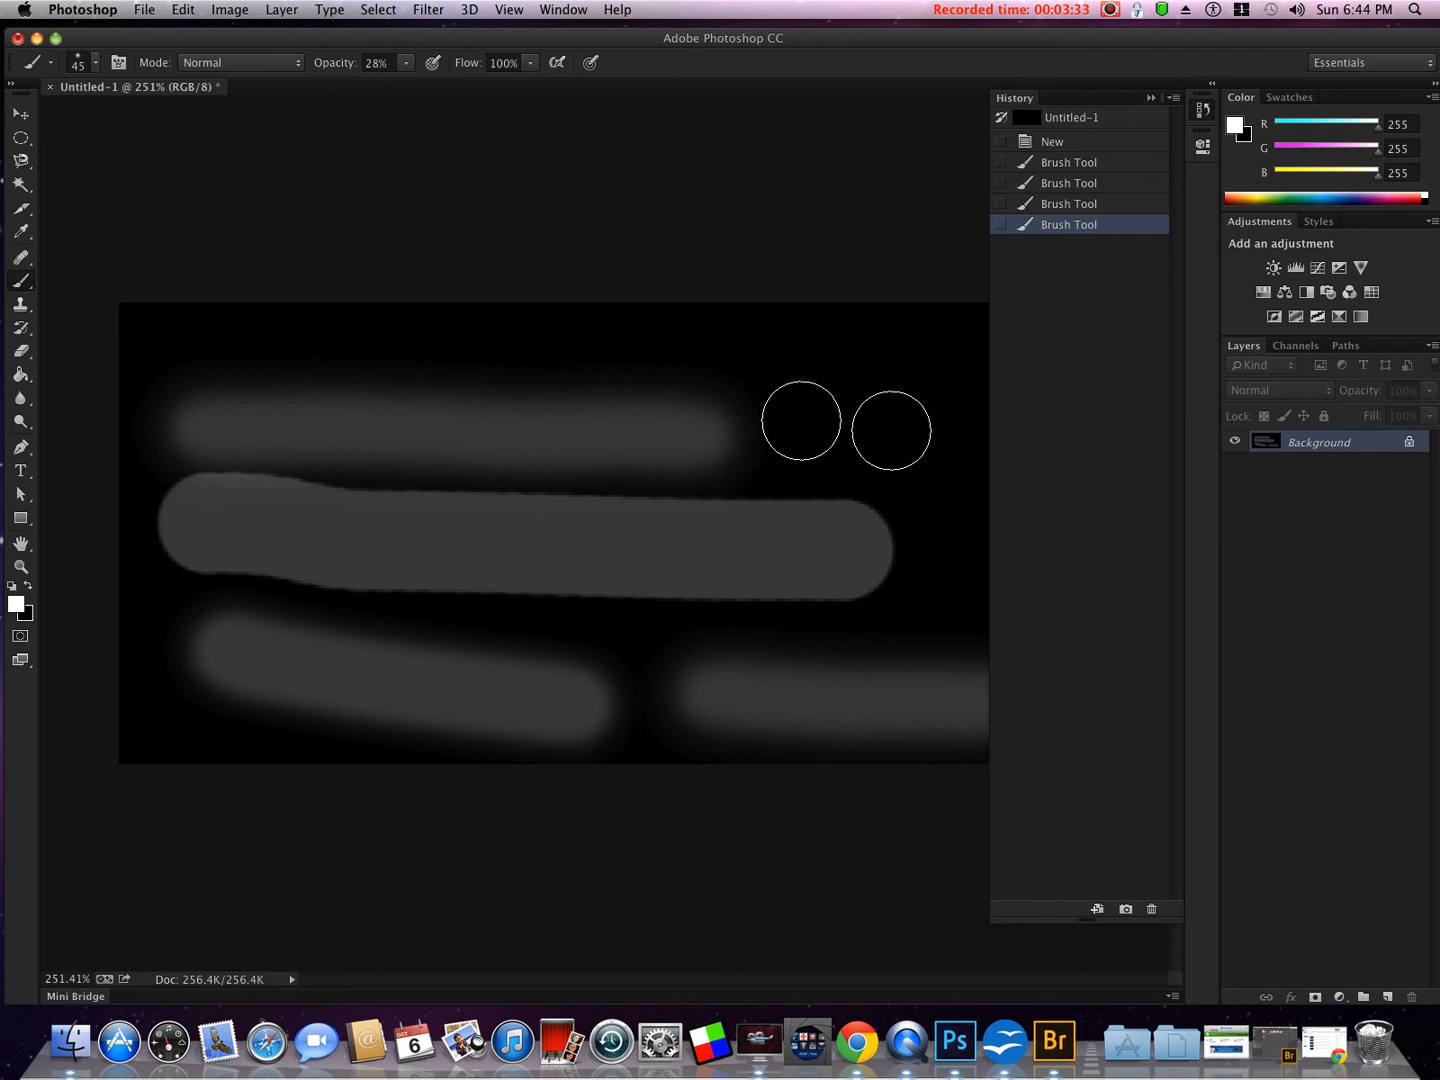 Photoshop File Edit Image Layer Type Select Filter 3D View Window Help Recorded time: 00:03:33 1 Sun 6:44 PM
Adobe Photoshop CC
45 Mode: Normal Opacity: 28% Flow: 100% Essentials
× Untitled-1 @ 251% (RGB/8) *
History
Untitled-1
New
Brush Tool
Brush Tool
Brush Tool
Brush Tool
Color Swatches
R 255
G 255
B 255
Adjustments Styles
Add an adjustment
Layers Channels Paths
Kind
Normal Opacity: 100%
Lock: Fill: 100%
Background
fx
251.41% Doc: 256.4K/256.4K
Mini Bridge
OCT
6
Ps
Br
Br